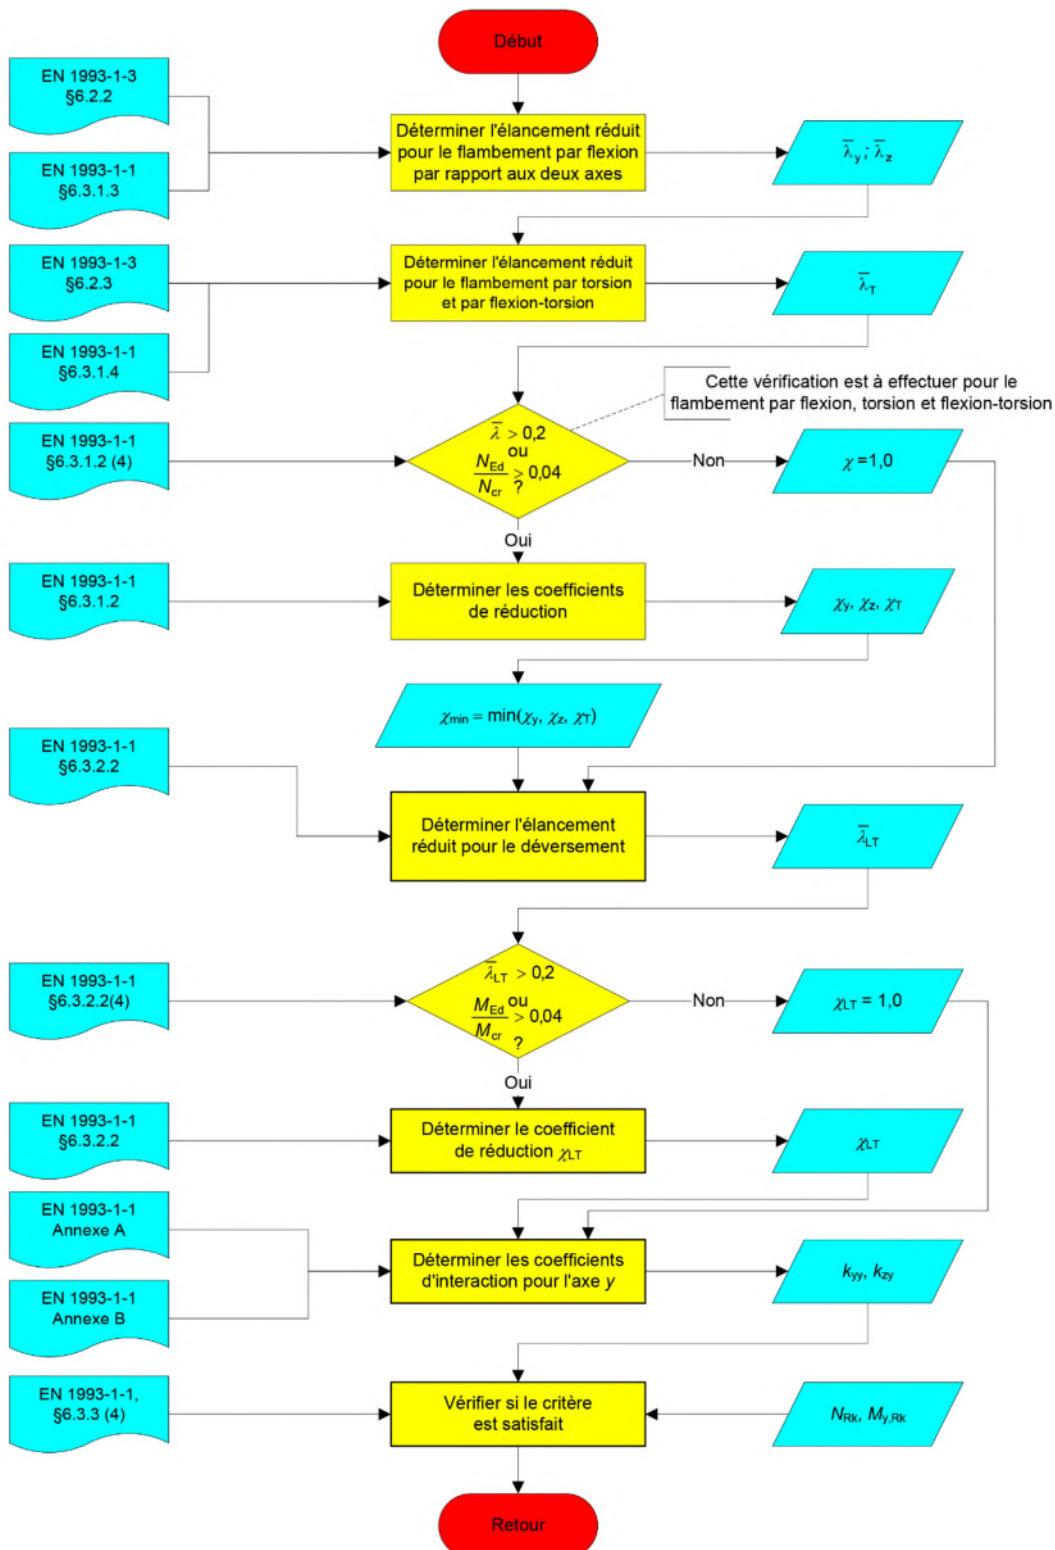 Début
EN 1993-1-3
§6.2.2
Déterminer l'élancement réduit
pour le flambement par flexion
par rapport aux deux axes
λ̅y ; λ̅z
EN 1993-1-1
§6.3.1.3
EN 1993-1-3
§6.2.3
Déterminer l'élancement réduit
pour le flambement par torsion
et par flexion-torsion
λ̅T
EN 1993-1-1
§6.3.1.4
Cette vérification est à effectuer pour le
flambement par flexion, torsion et flexion-torsion
EN 1993-1-1
§6.3.1.2 (4)
λ̅ > 0,2
ou
NEd/Ncr > 0,04
?
Non
χ =1,0
Oui
EN 1993-1-1
§6.3.1.2
Déterminer les coefficients
de réduction
χy, χz, χT
χmin = min(χy, χz, χT)
EN 1993-1-1
§6.3.2.2
Déterminer l'élancement
réduit pour le déversement
λ̅LT
EN 1993-1-1
§6.3.2.2(4)
λ̅LT > 0,2
ou
MEd/Mcr > 0,04
?
Non
χLT = 1,0
Oui
EN 1993-1-1
§6.3.2.2
Déterminer le coefficient
de réduction χLT
χLT
EN 1993-1-1
Annexe A
Déterminer les coefficients
d'interaction pour l'axe y
kyy, kzy
EN 1993-1-1
Annexe B
EN 1993-1-1,
§6.3.3 (4)
Vérifier si le critère
est satisfait
NRk, My,Rk
Retour